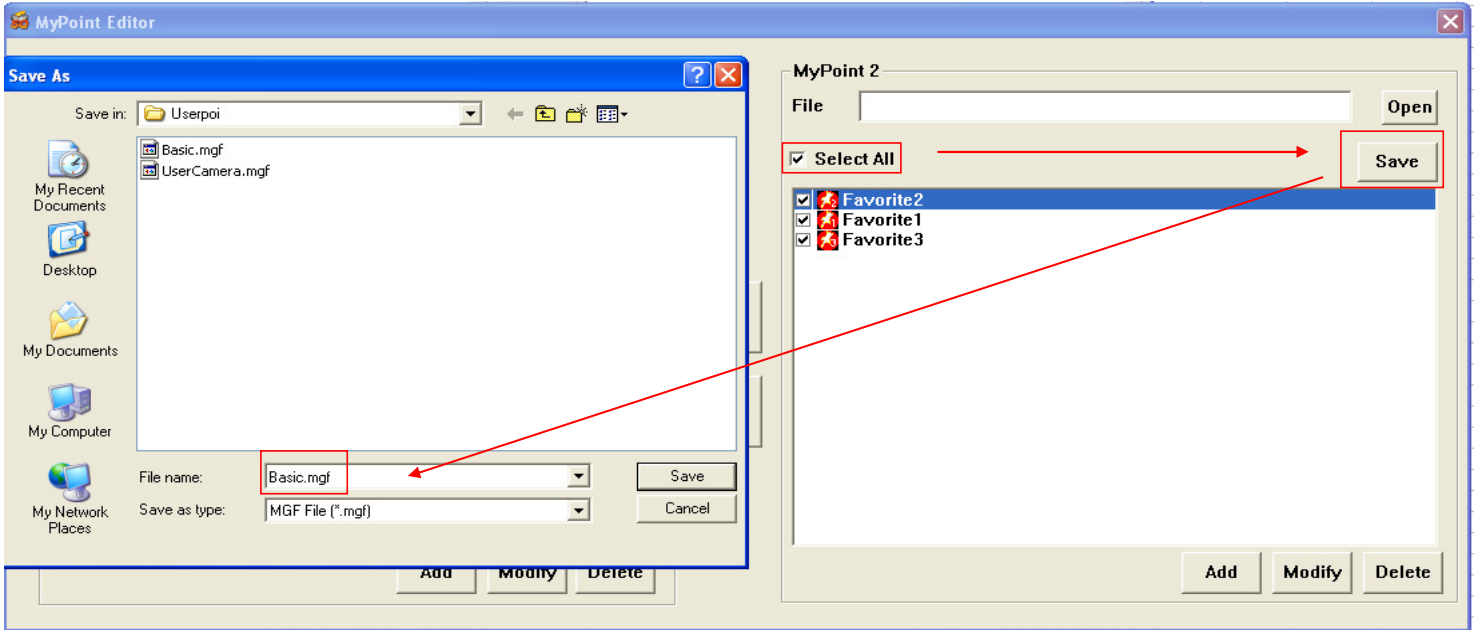 MyPoint Editor
Save As
Save in:
Userpoi
Basic.mgf
UserCamera.mgf
My Recent
Documents
Desktop
My Documents
My Computer
My Network
Places
File name:
Basic.mgf
Save
Save as type:
MGF File (*.mgf)
Cancel
Add
Modify
Delete
MyPoint 2
File
Open
Select All
Save
Favorite2
Favorite1
Favorite3
Add
Modify
Delete